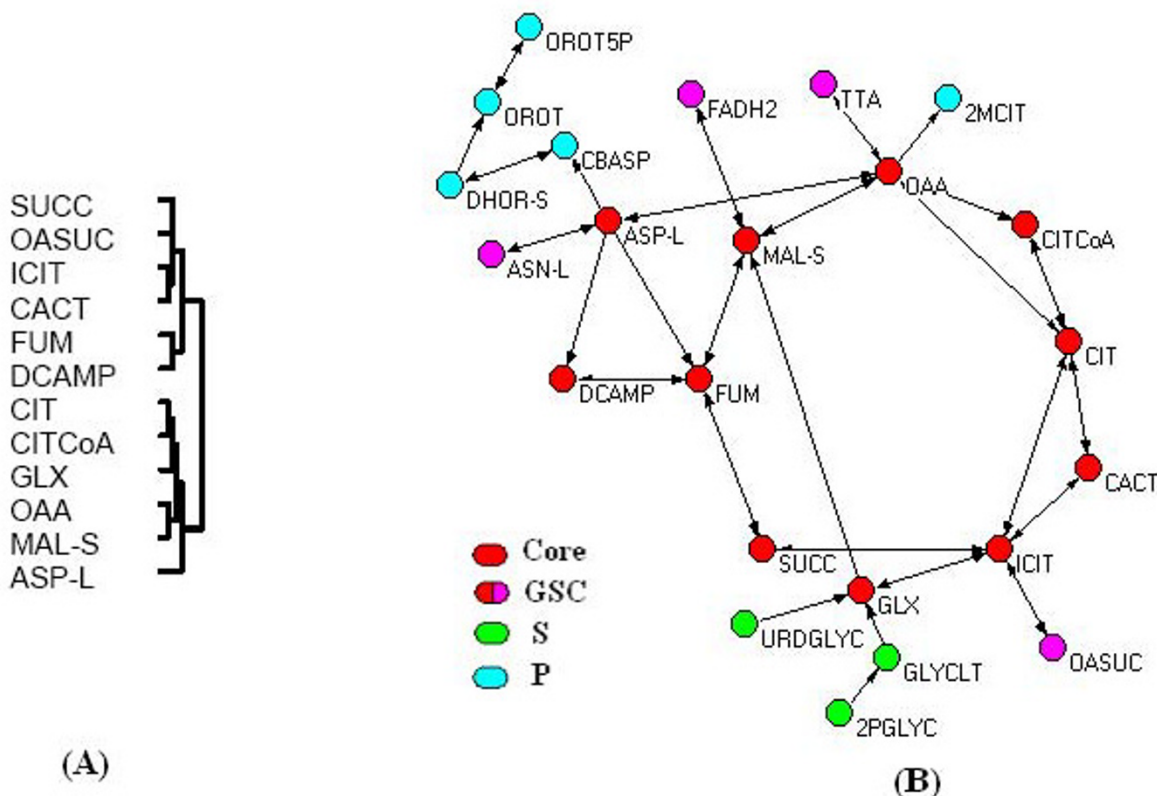 SUCC
OASUC
ICIT
CACT
FUM
DCAMP
CIT
CITCoA
GLX
OAA
MAL-S
ASP-L
(A)
OROT5P
OROT
CBASP
DHOR-S
FADH2
TTA
2MCIT
OAA
ASP-L
ASN-L
MAL-S
CITCoA
CIT
DCAMP
FUM
CACT
SUCC
ICIT
GLX
URDGLYC
GLYCLT
OASUC
2PGLYC
Core
GSC
S
P
(B)